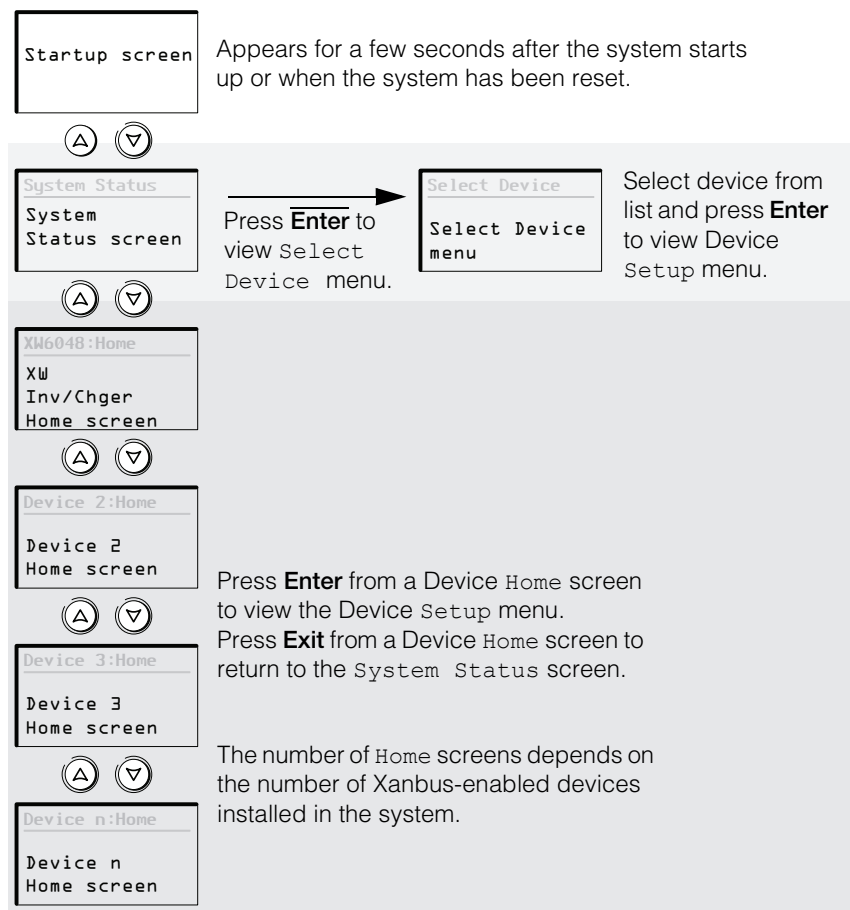 Startup screen
Appears for a few seconds after the system starts
up or when the system has been reset.
System Status
System
Status screen
Press Enter to
view Select
Device menu.
Select Device
Select Device
menu
Select device from
list and press Enter
to view Device
Setup menu.
XW6048:Home
XW
Inv/Chger
Home screen
Device 2:Home
Device 2
Home screen
Press Enter from a Device Home screen
to view the Device Setup menu.
Press Exit from a Device Home screen to
return to the System Status screen.
Device 3:Home
Device 3
Home screen
The number of Home screens depends on
the number of Xanbus-enabled devices
installed in the system.
Device n:Home
Device n
Home screen